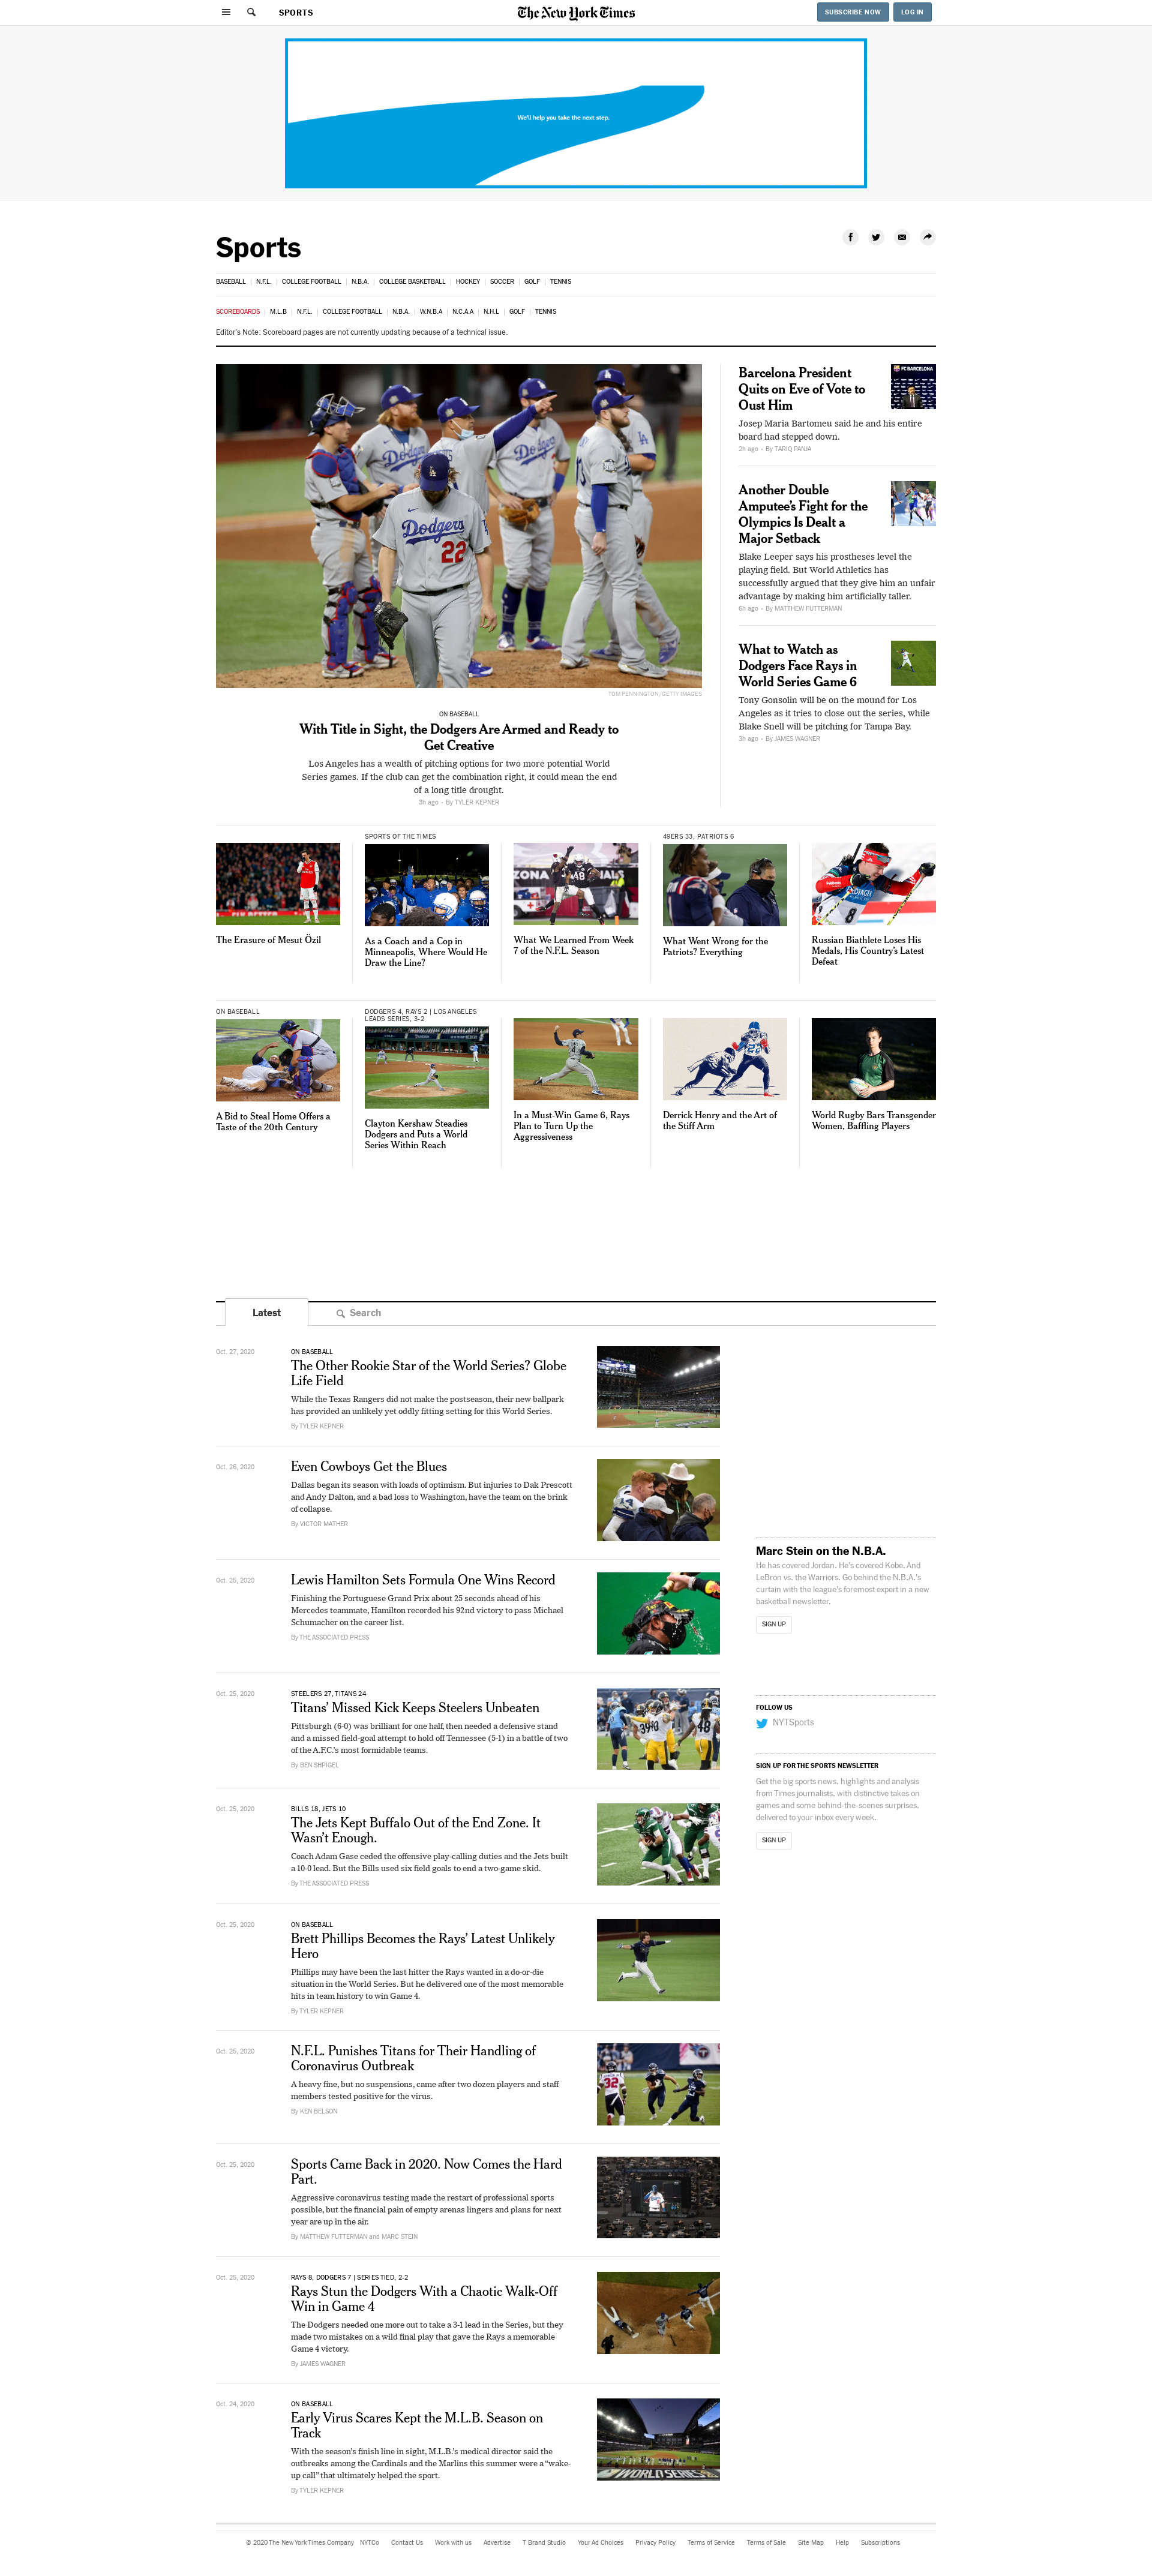 SPORTS
The New York Times
SUBSCRIBE NOW
LOG IN
We'll help you take the next step.
Sports
BASEBALL | N.F.L. | COLLEGE FOOTBALL | N.B.A. | COLLEGE BASKETBALL | HOCKEY | SOCCER | GOLF | TENNIS
SCOREBOARDS | M.L.B | N.F.L. | COLLEGE FOOTBALL | N.B.A. | W.N.B.A | N.C.A.A | N.H.L | GOLF | TENNIS
Editor's Note: Scoreboard pages are not currently updating because of a technical issue.
Dodgers
22
TOM PENNINGTON/GETTY IMAGES
ON BASEBALL
With Title in Sight, the Dodgers Are Armed and Ready to
Get Creative
Los Angeles has a wealth of pitching options for two more potential World
Series games. If the club can get the combination right, it could mean the end
of a long title drought.
3h ago - By TYLER KEPNER
Barcelona President
Quits on Eve of Vote to
Oust Him
FC BARCELONA
Josep Maria Bartomeu said he and his entire
board had stepped down.
2h ago - By TARIQ PANJA
Another Double
Amputee's Fight for the
Olympics Is Dealt a
Major Setback
Blake Leeper says his prostheses level the
playing field. But World Athletics has
successfully argued that they give him an unfair
advantage by making him artificially taller.
6h ago - By MATTHEW FUTTERMAN
What to Watch as
Dodgers Face Rays in
World Series Game 6
Tony Gonsolin will be on the mound for Los
Angeles as it tries to close out the series, while
Blake Snell will be pitching for Tampa Bay.
3h ago - By JAMES WAGNER
The Erasure of Mesut Özil
SPORTS OF THE TIMES
As a Coach and a Cop in
Minneapolis, Where Would He
Draw the Line?
What We Learned From Week
7 of the N.F.L. Season
49ERS 33, PATRIOTS 6
What Went Wrong for the
Patriots? Everything
8
Russian Biathlete Loses His
Medals, His Country's Latest
Defeat
ON BASEBALL
A Bid to Steal Home Offers a
Taste of the 20th Century
DODGERS 4, RAYS 2 | LOS ANGELES
LEADS SERIES, 3-2
Clayton Kershaw Steadies
Dodgers and Puts a World
Series Within Reach
In a Must-Win Game 6, Rays
Plan to Turn Up the
Aggressiveness
Derrick Henry and the Art of
the Stiff Arm
World Rugby Bars Transgender
Women, Baffling Players
Latest
Search
Oct. 27, 2020
ON BASEBALL
The Other Rookie Star of the World Series? Globe
Life Field
While the Texas Rangers did not make the postseason, their new ballpark
has provided an unlikely yet oddly fitting setting for this World Series.
By TYLER KEPNER
Oct. 26, 2020
Even Cowboys Get the Blues
Dallas began its season with loads of optimism. But injuries to Dak Prescott
and Andy Dalton, and a bad loss to Washington, have the team on the brink
of collapse.
By VICTOR MATHER
Oct. 25, 2020
Lewis Hamilton Sets Formula One Wins Record
Finishing the Portuguese Grand Prix about 25 seconds ahead of his
Mercedes teammate, Hamilton recorded his 92nd victory to pass Michael
Schumacher on the career list.
By THE ASSOCIATED PRESS
Oct. 25, 2020
STEELERS 27, TITANS 24
Titans' Missed Kick Keeps Steelers Unbeaten
Pittsburgh (6-0) was brilliant for one half, then needed a defensive stand
and a missed field-goal attempt to hold off Tennessee (5-1) in a battle of two
of the A.F.C.'s most formidable teams.
By BEN SHPIGEL
Oct. 25, 2020
BILLS 18, JETS 10
The Jets Kept Buffalo Out of the End Zone. It
Wasn't Enough.
Coach Adam Gase ceded the offensive play-calling duties and the Jets built
a 10-0 lead. But the Bills used six field goals to end a two-game skid.
By THE ASSOCIATED PRESS
Oct. 25, 2020
ON BASEBALL
Brett Phillips Becomes the Rays' Latest Unlikely
Hero
Phillips may have been the last hitter the Rays wanted in a do-or-die
situation in the World Series. But he delivered one of the most memorable
hits in team history to win Game 4.
By TYLER KEPNER
Oct. 25, 2020
N.F.L. Punishes Titans for Their Handling of
Coronavirus Outbreak
A heavy fine, but no suspensions, came after two dozen players and staff
members tested positive for the virus.
By KEN BELSON
32
Oct. 25, 2020
Sports Came Back in 2020. Now Comes the Hard
Part.
Aggressive coronavirus testing made the restart of professional sports
possible, but the financial pain of empty arenas lingers and plans for next
year are up in the air.
By MATTHEW FUTTERMAN and MARC STEIN
Oct. 25, 2020
RAYS 8, DODGERS 7 | SERIES TIED, 2-2
Rays Stun the Dodgers With a Chaotic Walk-Off
Win in Game 4
The Dodgers needed one more out to take a 3-1 lead in the Series, but they
made two mistakes on a wild final play that gave the Rays a memorable
Game 4 victory.
By JAMES WAGNER
Oct. 24, 2020
ON BASEBALL
Early Virus Scares Kept the M.L.B. Season on
Track
With the season's finish line in sight, M.L.B.'s medical director said the
outbreaks among the Cardinals and the Marlins this summer were a “wake-
up call” that ultimately helped the sport.
By TYLER KEPNER
WORLD SERIES
Marc Stein on the N.B.A.
He has covered Jordan. He's covered Kobe. And
LeBron vs. the Warriors. Go behind the N.B.A.'s
curtain with the league's foremost expert in a new
basketball newsletter.
SIGN UP
FOLLOW US
NYTSports
SIGN UP FOR THE SPORTS NEWSLETTER
Get the big sports news, highlights and analysis
from Times journalists, with distinctive takes on
games and some behind-the-scenes surprises,
delivered to your inbox every week.
SIGN UP
© 2020 The New York Times Company NYTCo Contact Us Work with us Advertise T Brand Studio Your Ad Choices Privacy Policy Terms of Service Terms of Sale Site Map Help Subscriptions